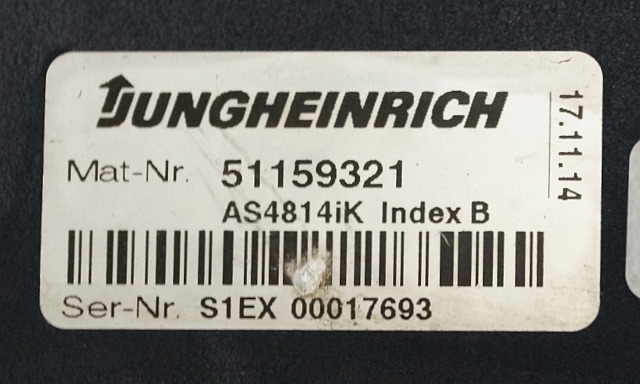 JUNGHEINRICH
Mat-Nr. 51159321
AS4814iK Index B
Ser-Nr. S1EX 00017693
17.11.14